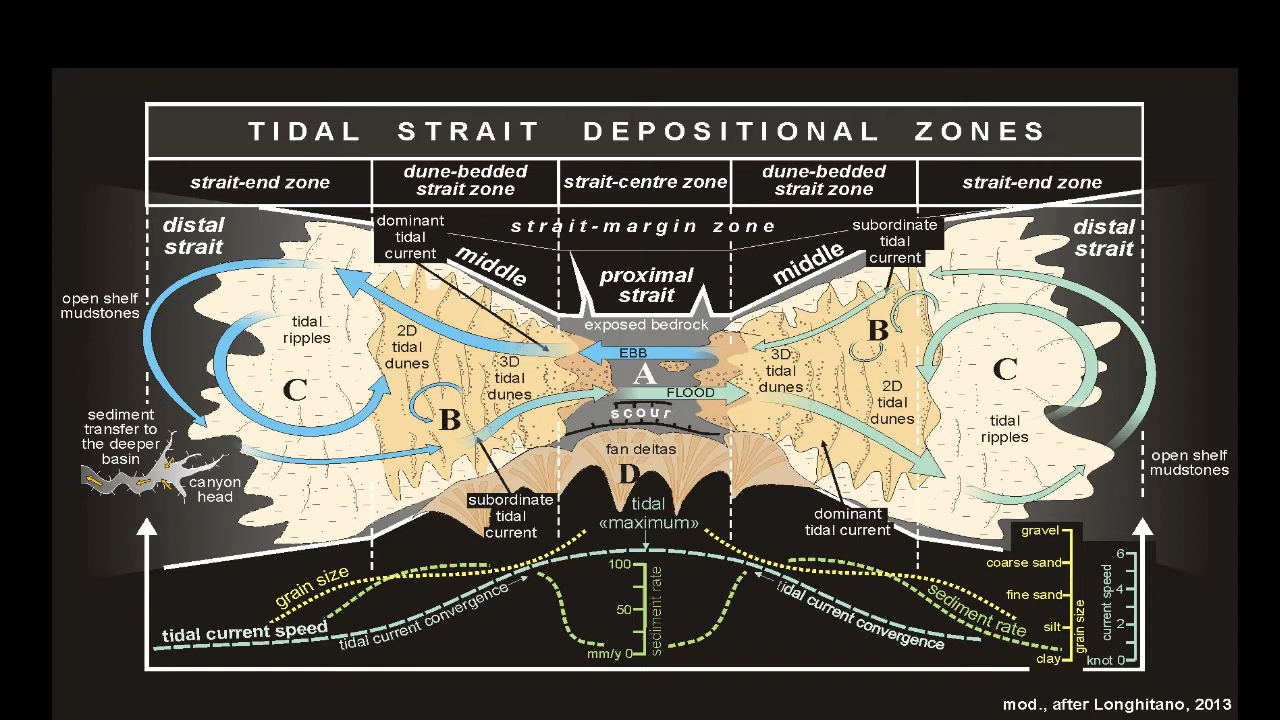 TIDAL STRAIT DEPOSITIONAL ZONES
strait-end zone
dune-bedded
strait zone
strait-centre zone
dune-bedded
strait zone
strait-end zone
distal
strait
dominant
tidal
current
strait-margin zone
subordinate
tidal
current
distal
strait
middle
proximal
strait
middle
open shelf
mudstones
tidal
ripples
2D
tidal
dunes
3D
tidal
dunes
exposed bedrock
EBB
A
FLOOD
scour
3D
tidal
dunes
B
2D
tidal
dunes
C
tidal
ripples
C
B
sediment
transfer to
the deeper
basin
canyon
head
fan deltas
D
open shelf
mudstones
subordinate
tidal
current
tidal
«maximum»
dominant
tidal current
grain size
tidal current speed
tidal current convergence
100
50
mm/y 0
sediment rate
tidal current convergence
sediment rate
gravel
coarse sand
fine sand
silt
clay
grain size
6
4
2
knot 0
current speed
mod., after Longhitano, 2013